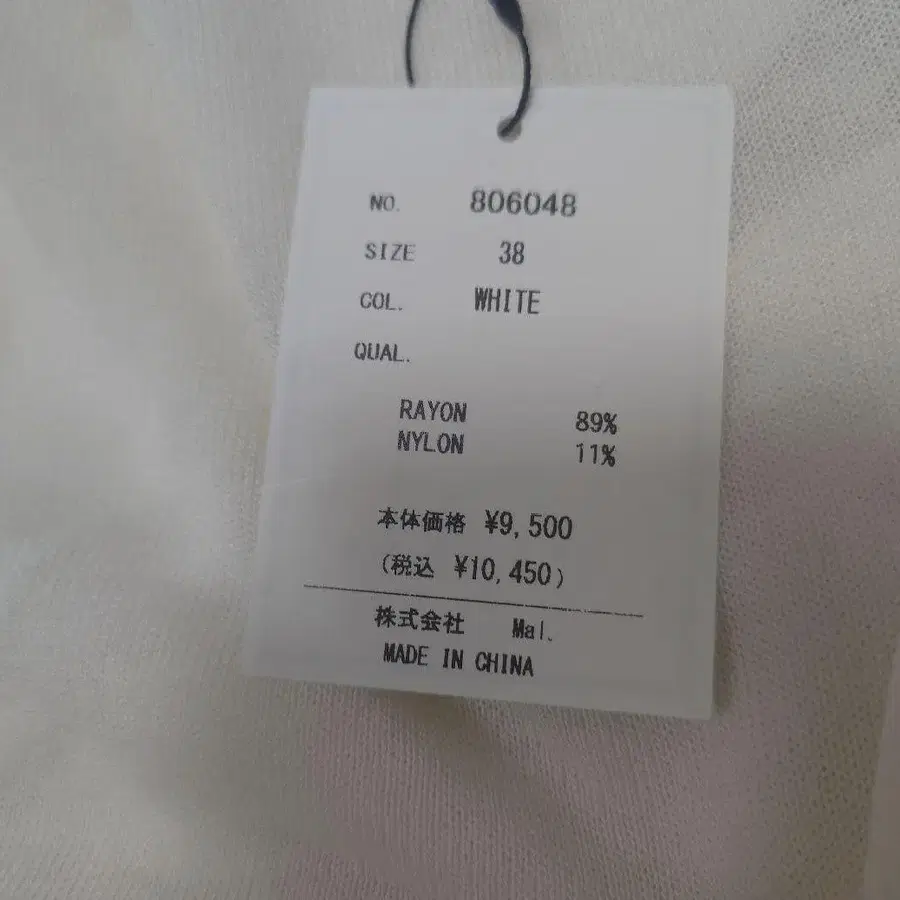 NO. 806048
SIZE 38
COL. WHITE
QUAL.
RAYON 89%
NYLON 11%
本体価格 ¥9,500
(税込 ¥10,450)
株式会社 Mal.
MADE IN CHINA